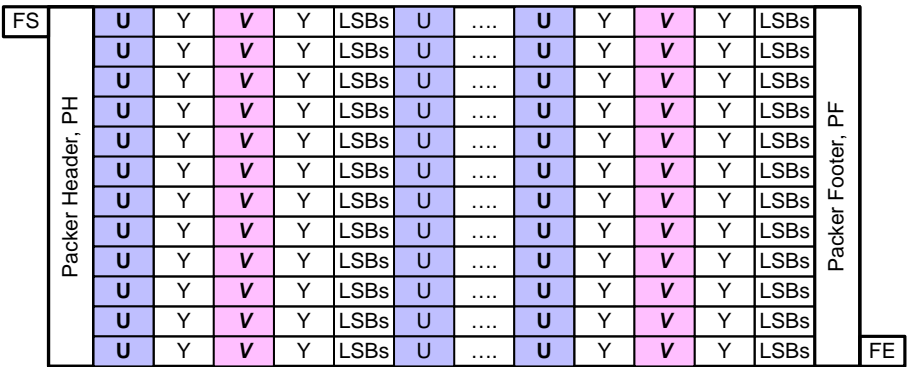 FS U Y V Y LSBs U .... U Y V Y LSBs
U Y V Y LSBs U .... U Y V Y LSBs
U Y V Y LSBs U .... U Y V Y LSBs
U Y V Y LSBs U .... U Y V Y LSBs
U Y V Y LSBs U .... U Y V Y LSBs
U Y V Y LSBs U .... U Y V Y LSBs
U Y V Y LSBs U .... U Y V Y LSBs
U Y V Y LSBs U .... U Y V Y LSBs
U Y V Y LSBs U .... U Y V Y LSBs
U Y V Y LSBs U .... U Y V Y LSBs
U Y V Y LSBs U .... U Y V Y LSBs
U Y V Y LSBs U .... U Y V Y LSBs FE
Packer Header, PH
Packer Footer, PF